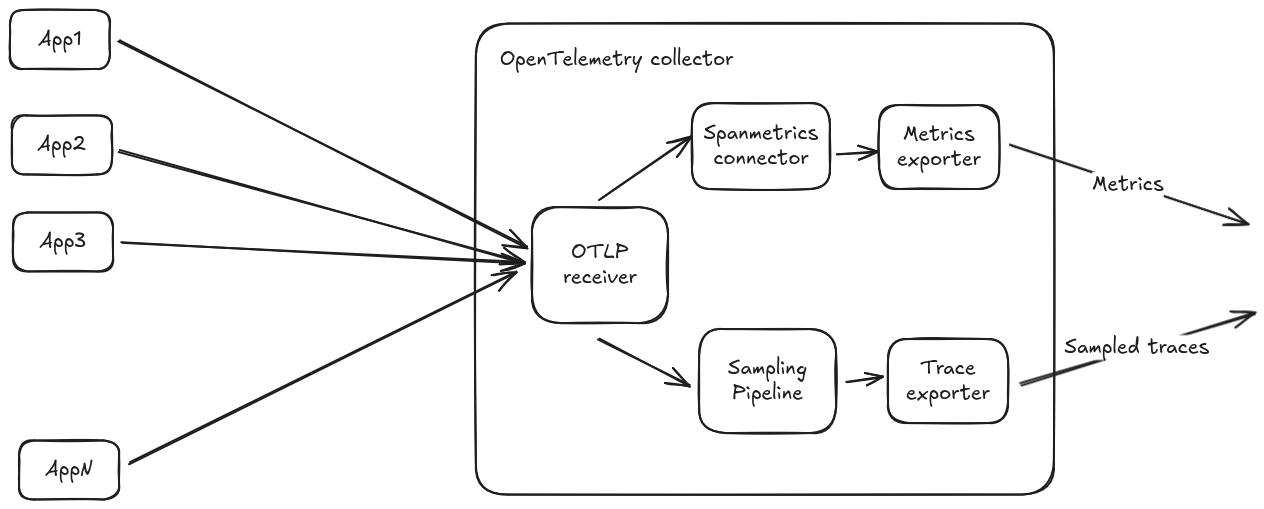 App1
App2
App3
AppN
OpenTelemetry collector
OTLP
receiver
Spanmetrics
connector
Metrics
exporter
Metrics
Sampling
Pipeline
Trace
exporter
Sampled traces